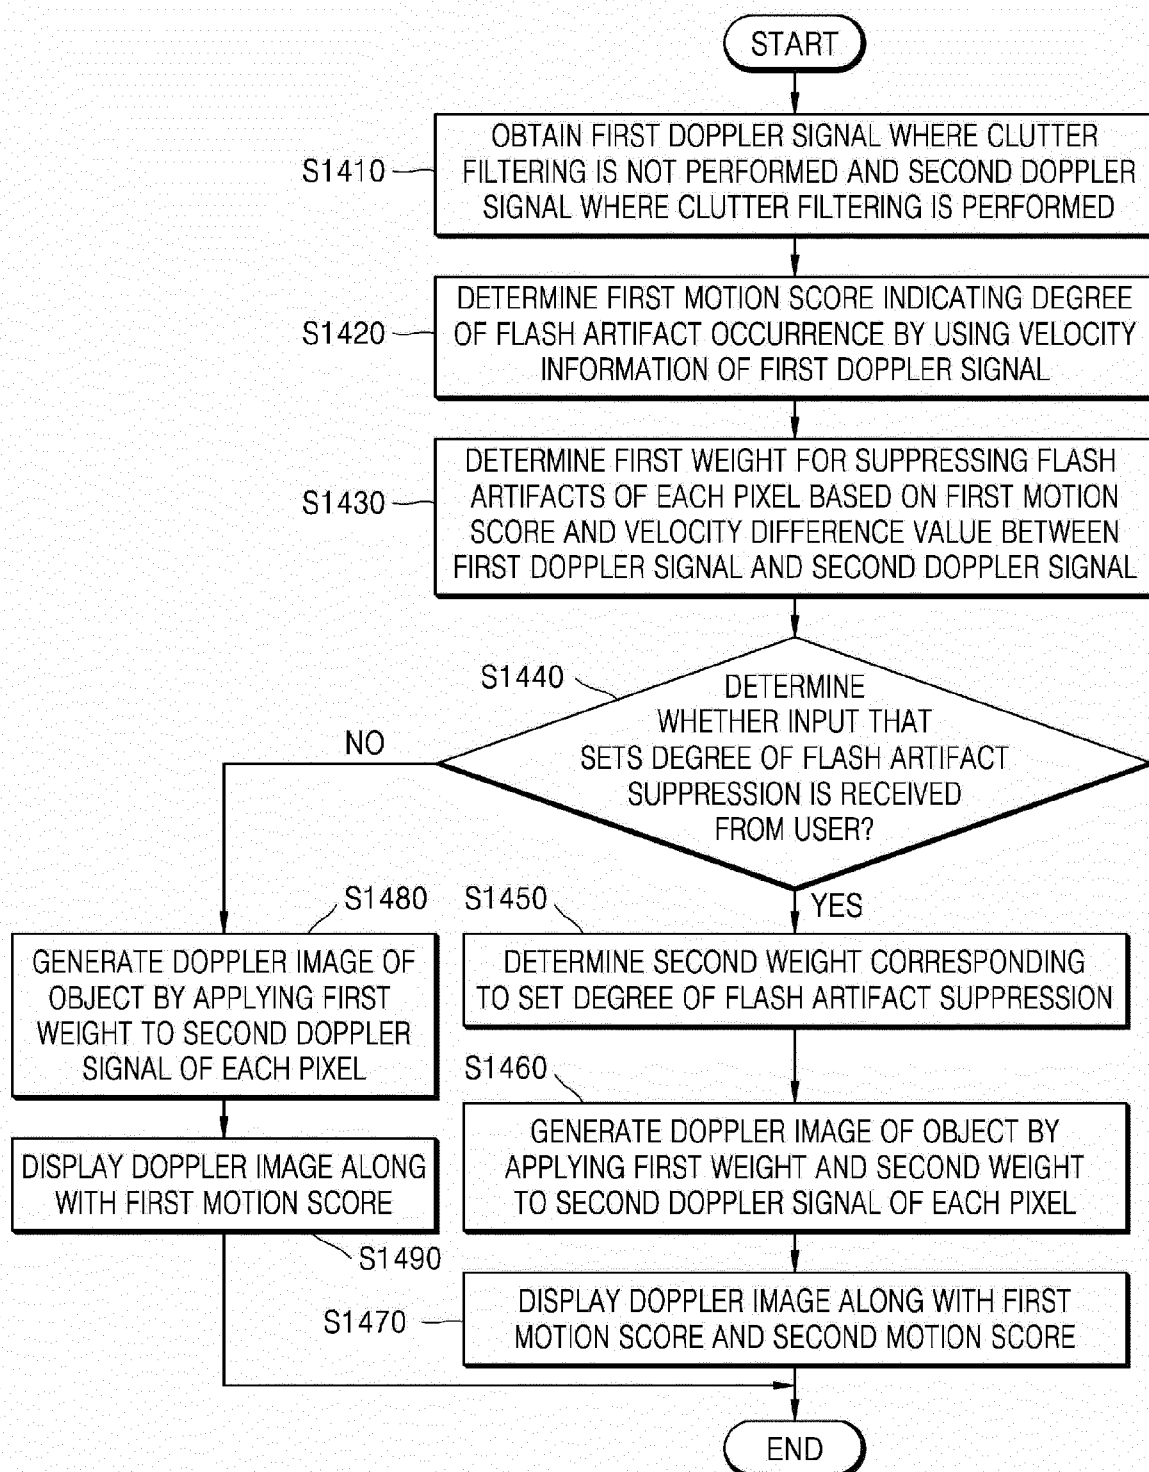 START
S1410
OBTAIN FIRST DOPPLER SIGNAL WHERE CLUTTER
FILTERING IS NOT PERFORMED AND SECOND DOPPLER
SIGNAL WHERE CLUTTER FILTERING IS PERFORMED
S1420
DETERMINE FIRST MOTION SCORE INDICATING DEGREE
OF FLASH ARTIFACT OCCURRENCE BY USING VELOCITY
INFORMATION OF FIRST DOPPLER SIGNAL
S1430
DETERMINE FIRST WEIGHT FOR SUPPRESSING FLASH
ARTIFACTS OF EACH PIXEL BASED ON FIRST MOTION
SCORE AND VELOCITY DIFFERENCE VALUE BETWEEN
FIRST DOPPLER SIGNAL AND SECOND DOPPLER SIGNAL
S1440
DETERMINE
WHETHER INPUT THAT
SETS DEGREE OF FLASH ARTIFACT
SUPPRESSION IS RECEIVED
FROM USER?
NO
YES
S1480
GENERATE DOPPLER IMAGE OF
OBJECT BY APPLYING FIRST
WEIGHT TO SECOND DOPPLER
SIGNAL OF EACH PIXEL
DISPLAY DOPPLER IMAGE ALONG
WITH FIRST MOTION SCORE
S1490
S1450
DETERMINE SECOND WEIGHT CORRESPONDING
TO SET DEGREE OF FLASH ARTIFACT SUPPRESSION
S1460
GENERATE DOPPLER IMAGE OF OBJECT BY
APPLYING FIRST WEIGHT AND SECOND WEIGHT
TO SECOND DOPPLER SIGNAL OF EACH PIXEL
S1470
DISPLAY DOPPLER IMAGE ALONG WITH FIRST
MOTION SCORE AND SECOND MOTION SCORE
END